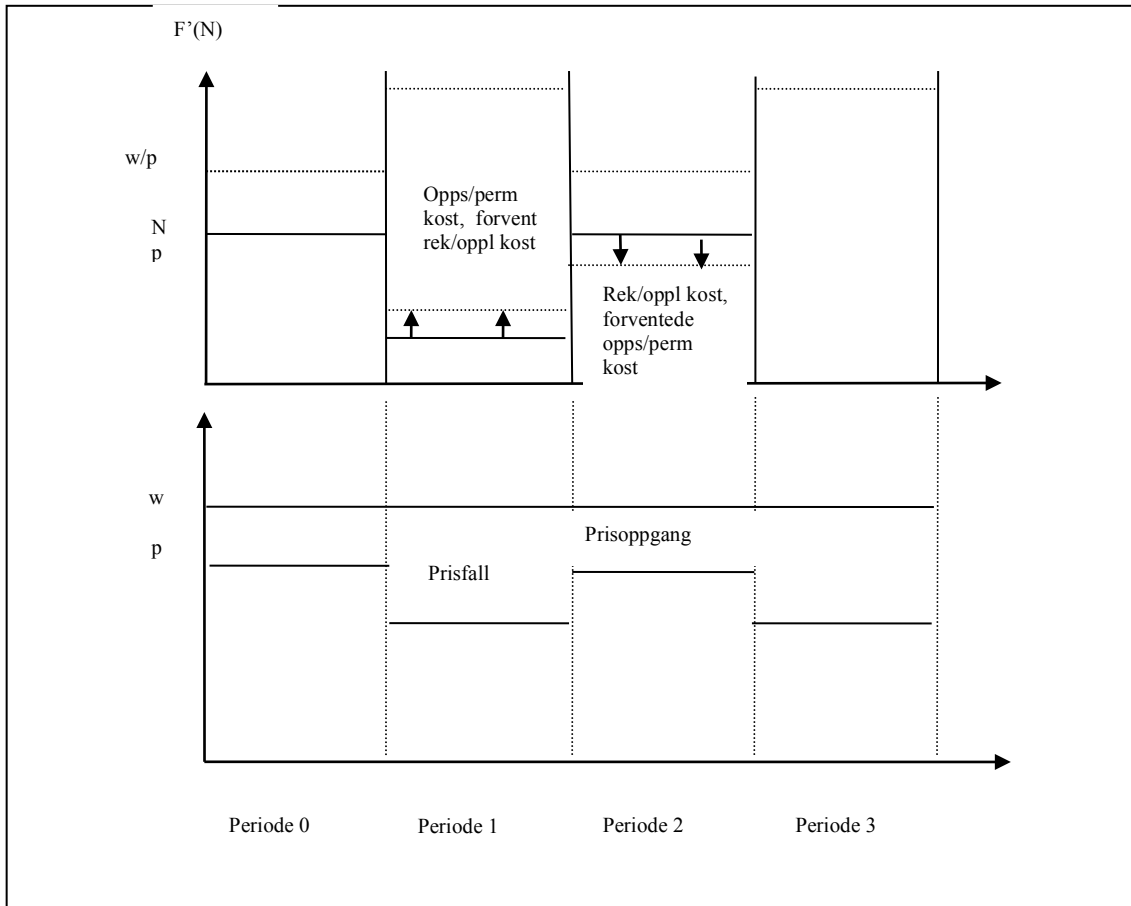 F’(N)
w/p
N
p
Opps/perm
kost, forvent
rek/oppl kost
Rek/oppl kost,
forventede
opps/perm
kost
w
p
Prisoppgang
Prisfall
Periode 0
Periode 1
Periode 2
Periode 3